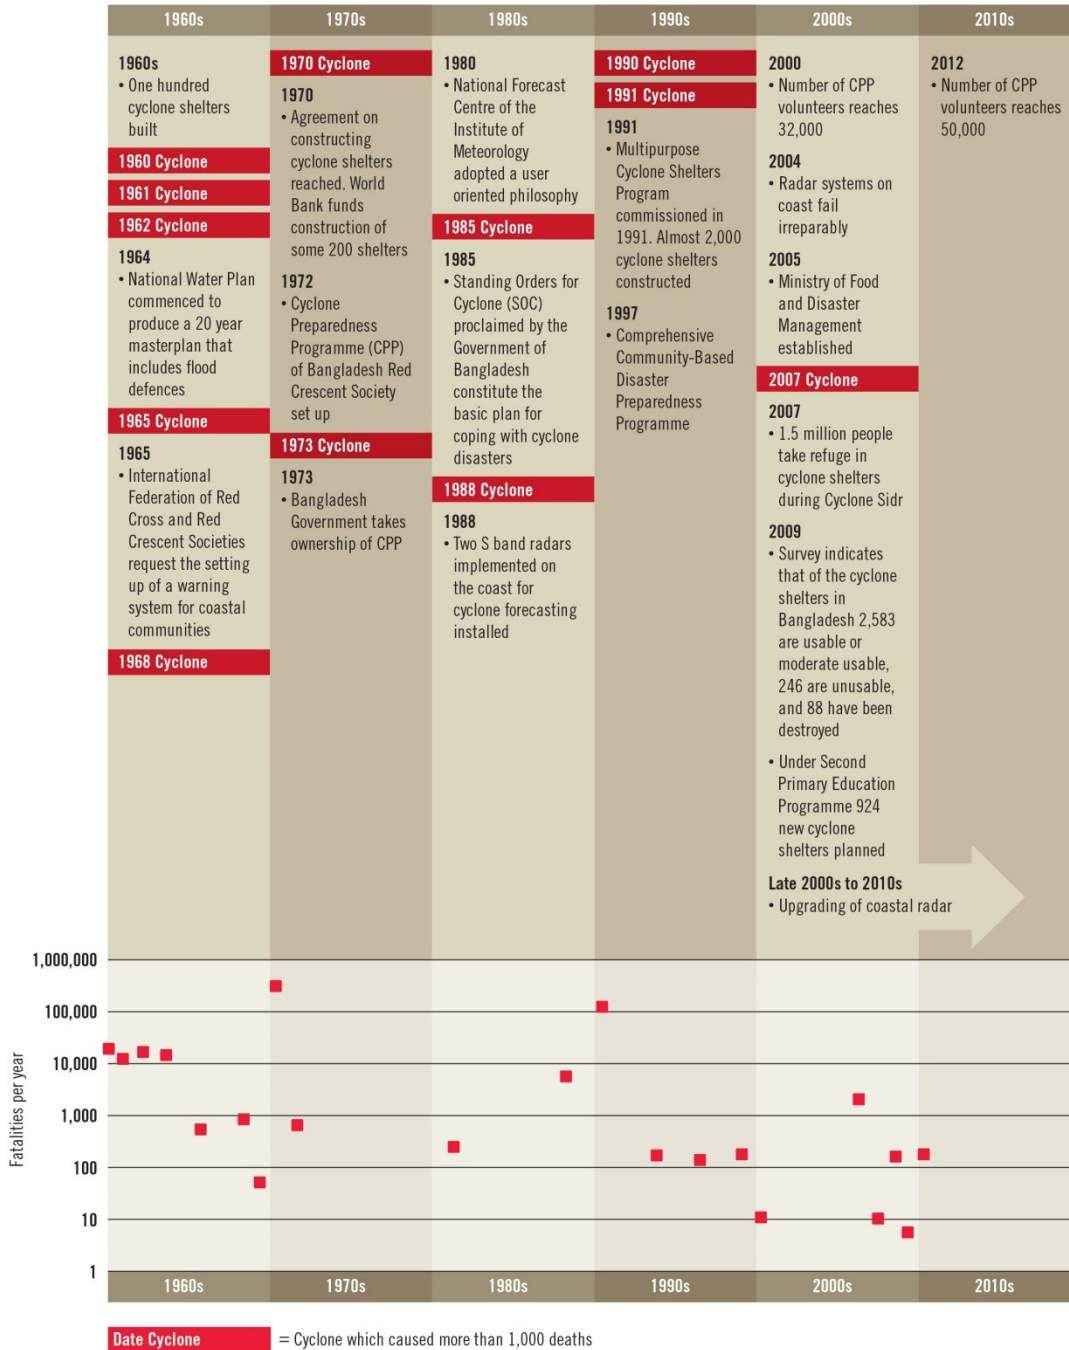 1960s
1970s
1980s
1990s
2000s
2010s
1960s
• One hundred
cyclone shelters
built
1960 Cyclone
1961 Cyclone
1962 Cyclone
1964
• National Water Plan
commenced to
produce a 20 year
masterplan that
includes flood
defences
1965 Cyclone
1965
• International
Federation of Red
Cross and Red
Crescent Societies
request the setting
up of a warning
system for coastal
communities
1968 Cyclone
1970 Cyclone
1970
• Agreement on
constructing
cyclone shelters
reached. World
Bank funds
construction of
some 200 shelters
1972
• Cyclone
Preparedness
Programme (CPP)
of Bangladesh Red
Crescent Society
set up
1973 Cyclone
1973
• Bangladesh
Government takes
ownership of CPP
1980
• National Forecast
Centre of the
Institute of
Meteorology
adopted a user
oriented philosophy
1985 Cyclone
1985
• Standing Orders for
Cyclone (SOC)
proclaimed by the
Government of
Bangladesh
constitute the
basic plan for
coping with cyclone
disasters
1988 Cyclone
1988
• Two S band radars
implemented on
the coast for
cyclone forecasting
installed
1990 Cyclone
1991 Cyclone
1991
• Multipurpose
Cyclone Shelters
Program
commissioned in
1991. Almost 2,000
cyclone shelters
constructed
1997
• Comprehensive
Community-Based
Disaster
Preparedness
Programme
2000
• Number of CPP
volunteers reaches
32,000
2004
• Radar systems on
coast fail
irreparably
2005
• Ministry of Food
and Disaster
Management
established
2007 Cyclone
2007
• 1.5 million people
take refuge in
cyclone shelters
during Cyclone Sidr
2009
• Survey indicates
that of the cyclone
shelters in
Bangladesh 2,583
are usable or
moderate usable,
246 are unusable,
and 88 have been
destroyed
• Under Second
Primary Education
Programme 924
new cyclone
shelters planned
Late 2000s to 2010s
• Upgrading of coastal radar
2012
• Number of CPP
volunteers reaches
50,000
Fatalities per year
1,000,000
100,000
10,000
1,000
100
10
1
1960s
1970s
1980s
1990s
2000s
2010s
Date Cyclone = Cyclone which caused more than 1,000 deaths